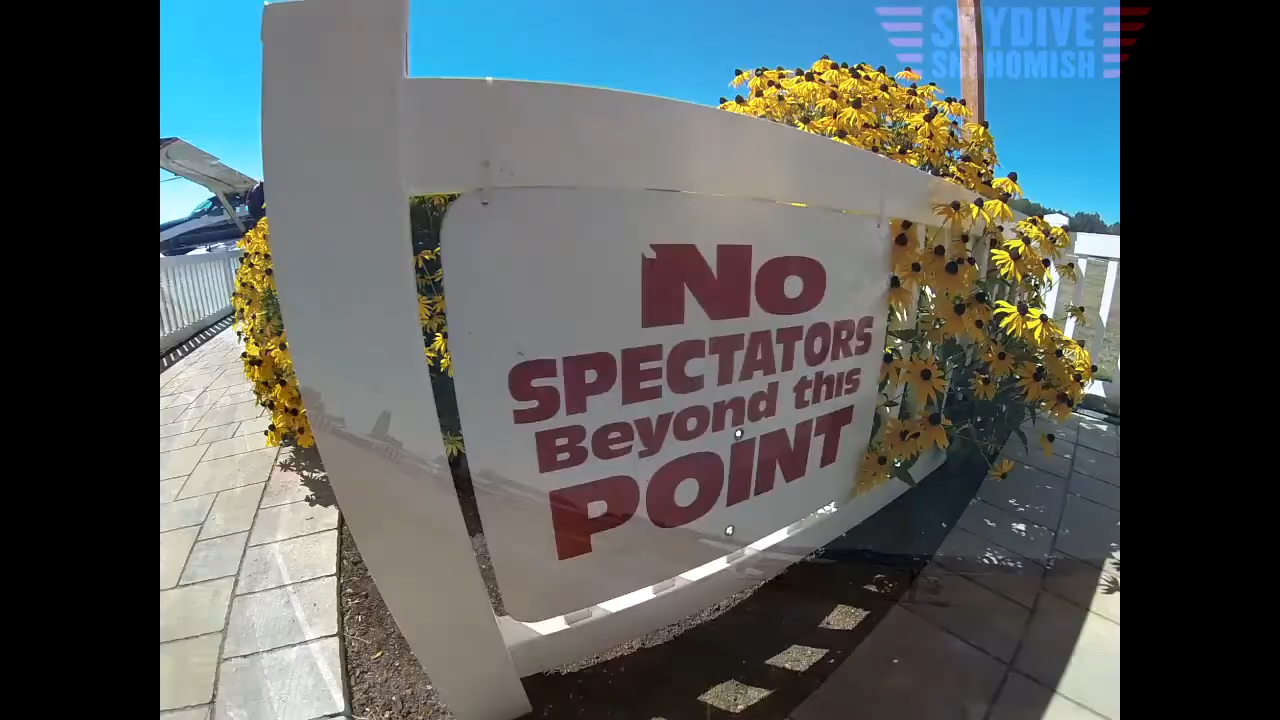 SKYDIVE
SNOHOMISH
No
SPECTATORS
Beyond this
POINT